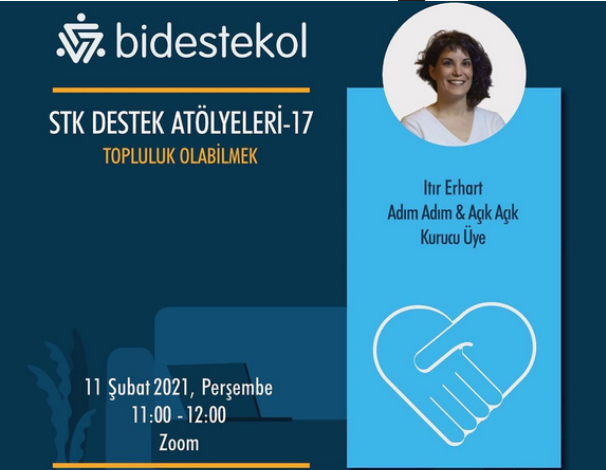 bidestekol
STK DESTEK ATÖLYELERİ-17
TOPLULUK OLABİLMEK
Itır Erhart
Adım Adım & Açık Açık
Kurucu Üye
11 Şubat 2021, Perşembe
11:00 - 12:00
Zoom